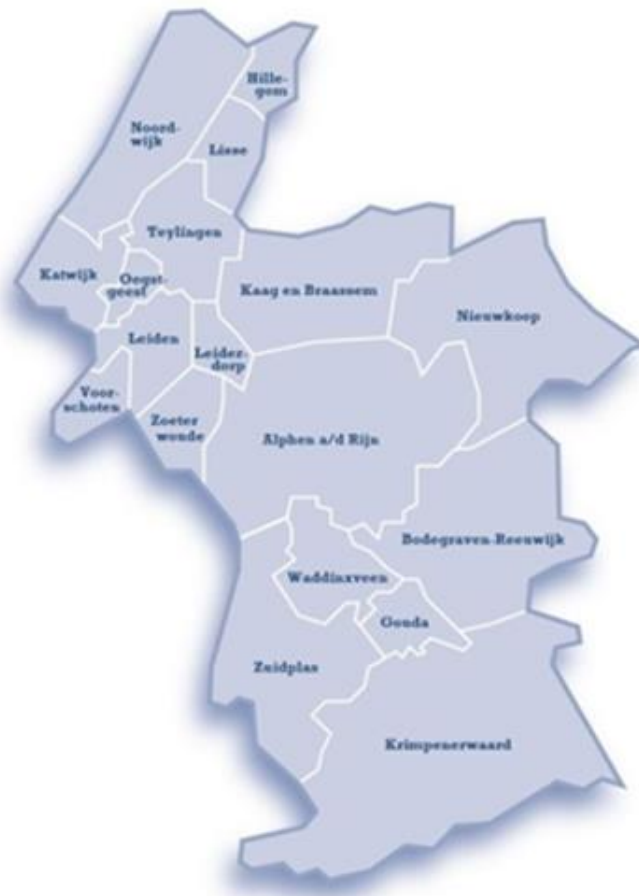 Hille-
gom
Noord-
wijk
Lisse
Teylingen
Katwijk
Oegst-
geest
Kaag en Braassem
Nieuwkoop
Leiden
Leider-
dorp
Voor-
schoten
Zoeter
woude
Alphen a/d Rijn
Bodegraven-Reeuwijk
Waddinxveen
Gouda
Zuidplas
Krimpenerwaard